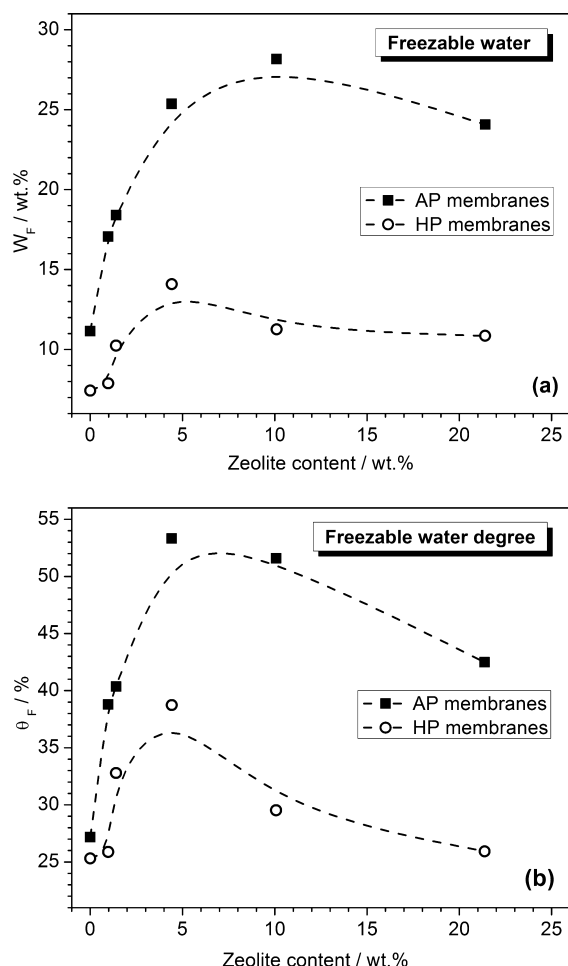 30
Freezable water
25
20
AP membranes
HP membranes
W_F / wt.%
15
10
(a)
0 5 10 15 20 25
Zeolite content / wt.%
55
Freezable water degree
50
45
40
AP membranes
HP membranes
θ_F / %
35
30
25
(b)
0 5 10 15 20 25
Zeolite content / wt.%